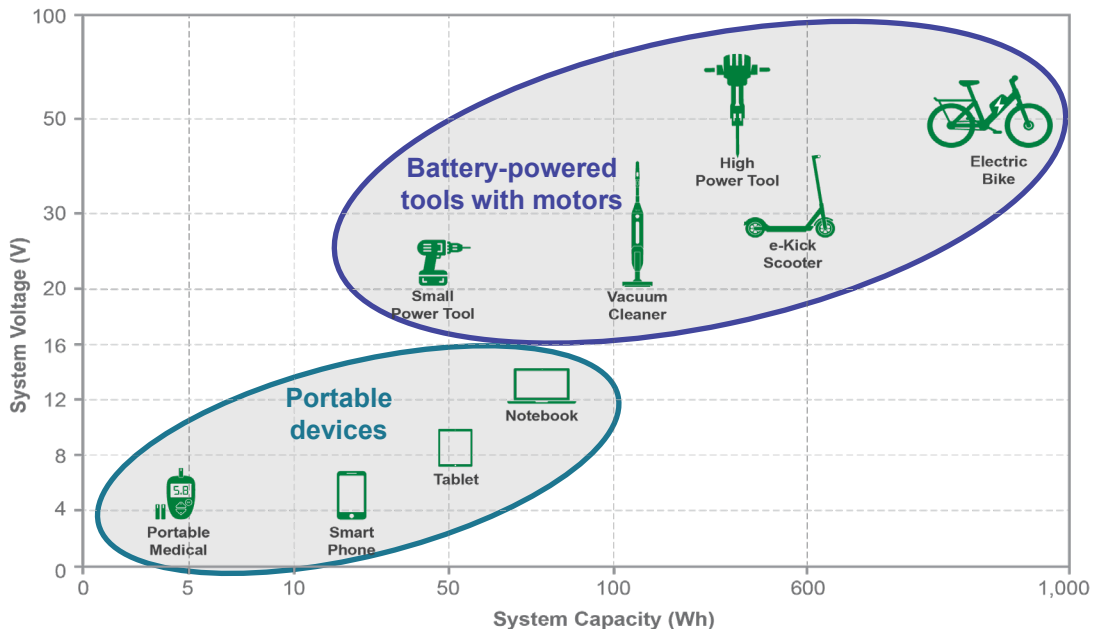 100
50
30
20
16
12
8
4
0
System Voltage (V)
Battery-powered
tools with motors
High
Power Tool
Electric
Bike
e-Kick
Scooter
Small
Power Tool
Vacuum
Cleaner
Portable
devices
Notebook
Tablet
5.8
Portable
Medical
Smart
Phone
0
5
10
50
100
600
1,000
System Capacity (Wh)